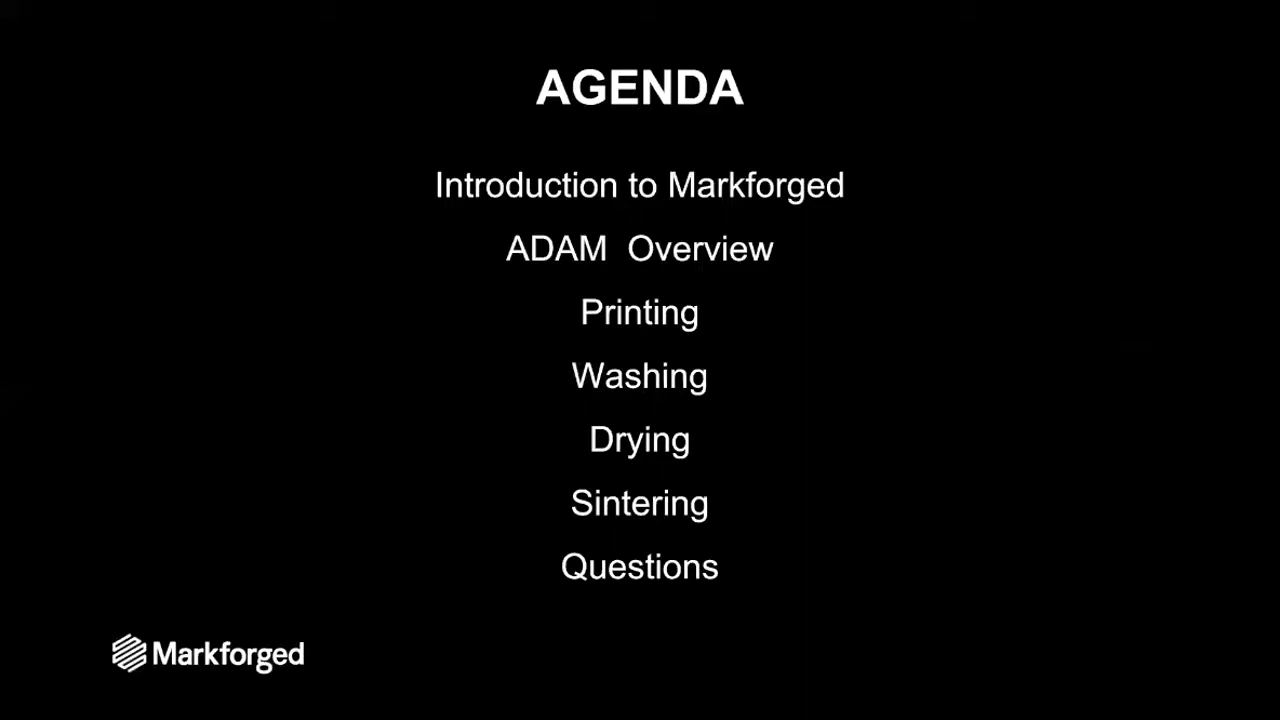 AGENDA
Introduction to Markforged
ADAM  Overview
Printing
Washing
Drying
Sintering
Questions
Markforged